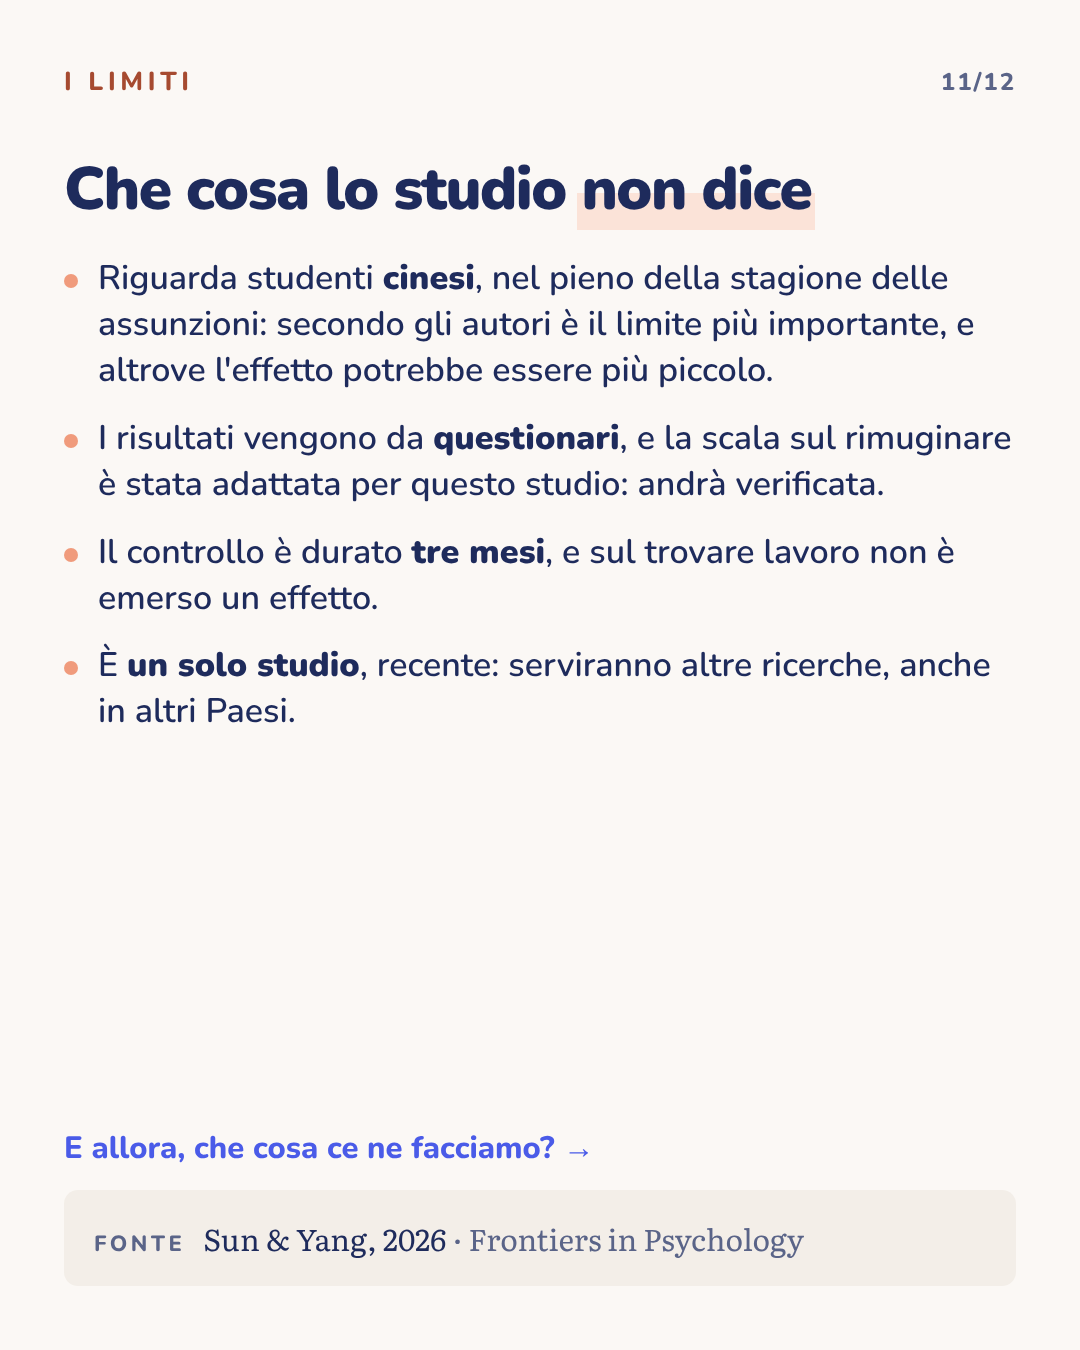 I LIMITI
11/12
Che cosa lo studio non dice
Riguarda studenti cinesi, nel pieno della stagione delle
assunzioni: secondo gli autori è il limite più importante, e
altrove l'effetto potrebbe essere più piccolo.
I risultati vengono da questionari, e la scala sul rimuginare
è stata adattata per questo studio: andrà verificata.
Il controllo è durato tre mesi, e sul trovare lavoro non è
emerso un effetto.
È un solo studio, recente: serviranno altre ricerche, anche
in altri Paesi.
E allora, che cosa ce ne facciamo? →
FONTE Sun & Yang, 2026 · Frontiers in Psychology